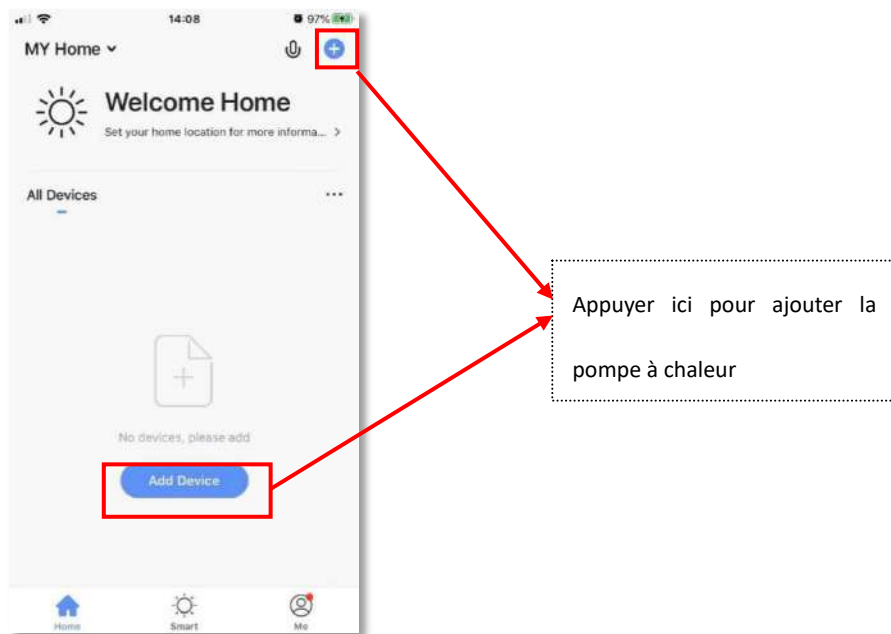 14:08
97%
MY Home
Welcome Home
Set your home location for more informa...
All Devices
...
No devices, please add
Add Device
Home
Smart
Me
Appuyer ici pour ajouter la
pompe à chaleur